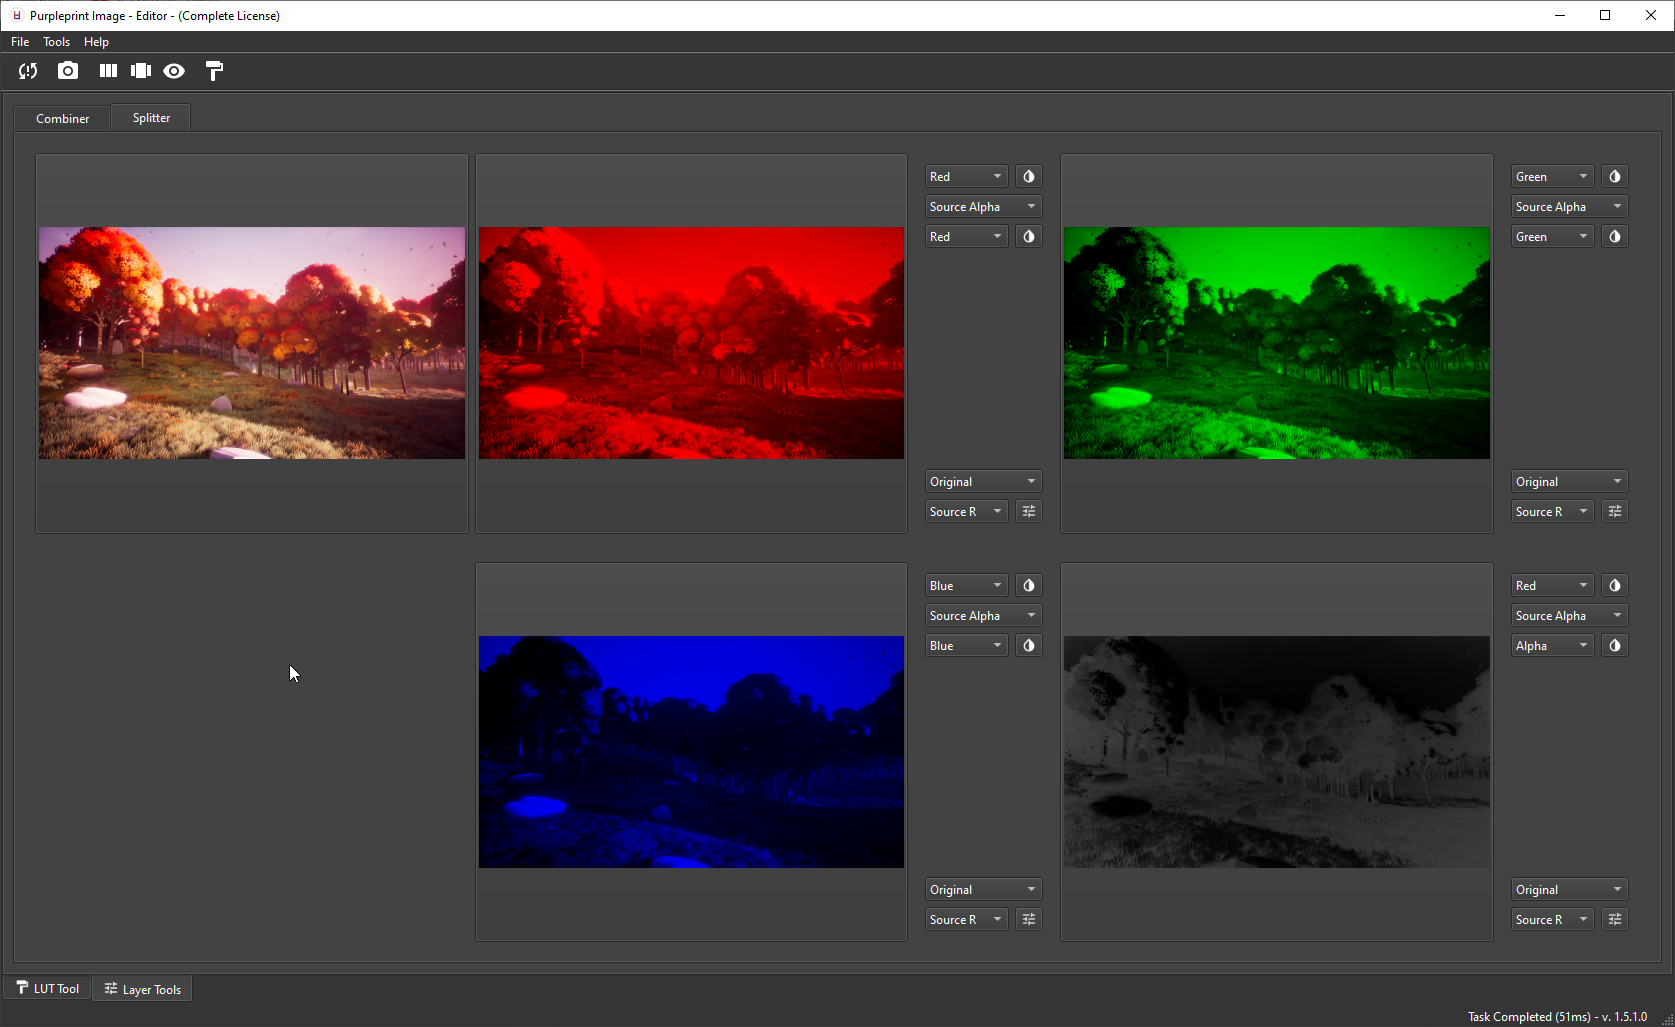 Purpleprint Image - Editor - (Complete License)
File Tools Help
Combiner Splitter
Red
Source Alpha
Red
Original
Source R
Green
Source Alpha
Green
Original
Source R
Blue
Source Alpha
Blue
Original
Source R
Red
Source Alpha
Alpha
Original
Source R
LUT Tool Layer Tools
Task Completed (51ms) - v. 1.5.1.0